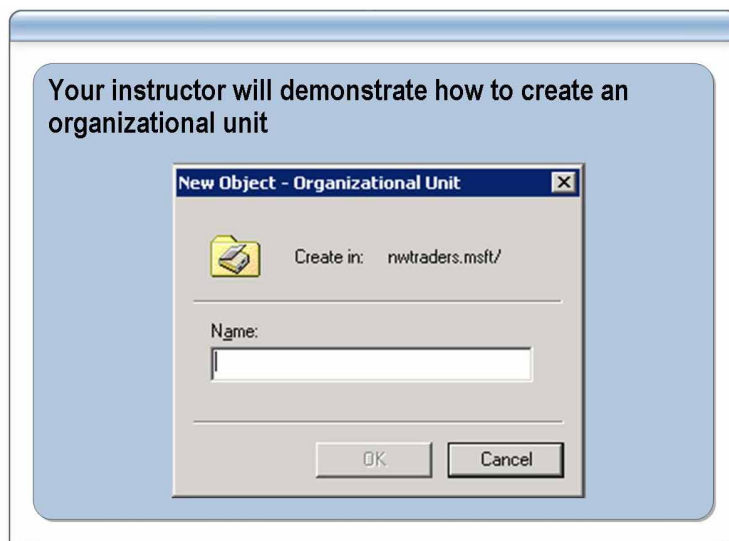 Your instructor will demonstrate how to create an
organizational unit
New Object - Organizational Unit
Create in: nwtraders.msft/
Name:
OK
Cancel